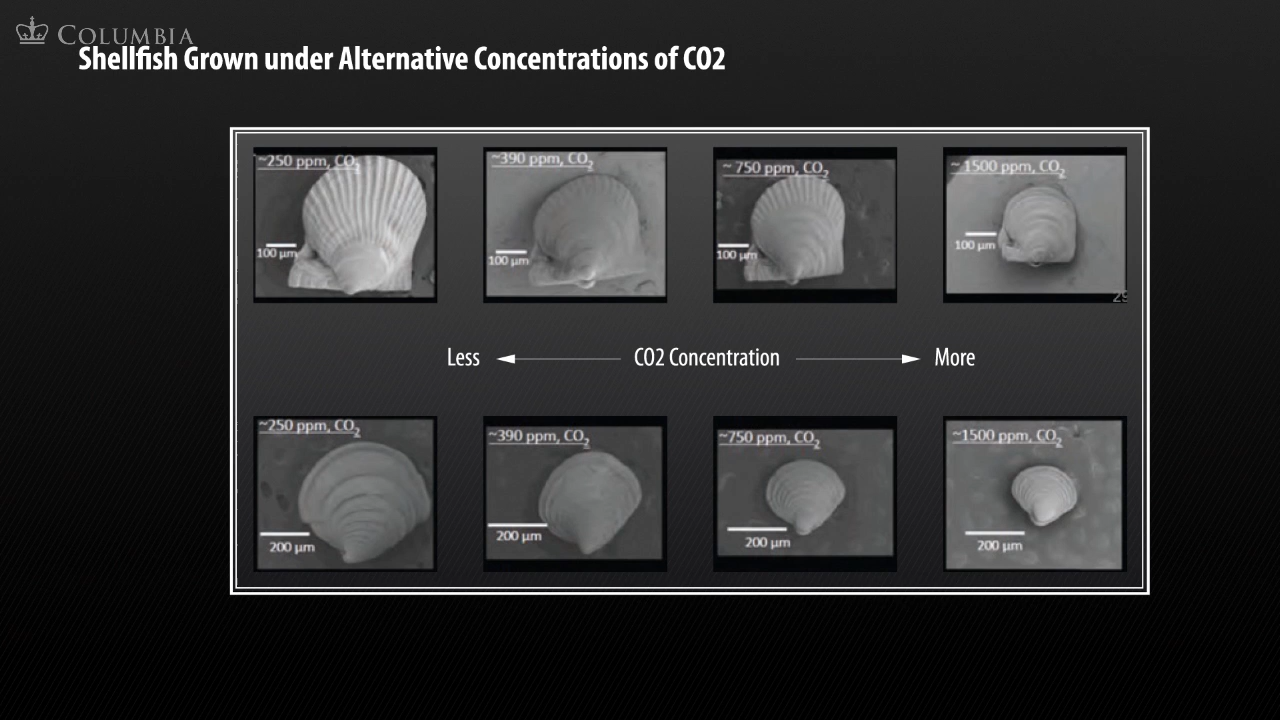 COLUMBIA
Shellfish Grown under Alternative Concentrations of CO2
~250 ppm, CO2
~390 ppm, CO2
~ 750 ppm, CO2
~ 1500 ppm, CO2
100 µm
100 µm
100 µm
100 µm
Less
CO2 Concentration
More
~250 ppm, CO2
~390 ppm, CO2
~750 ppm, CO2
~1500 ppm, CO2
200 µm
200 µm
200 µm
200 µm